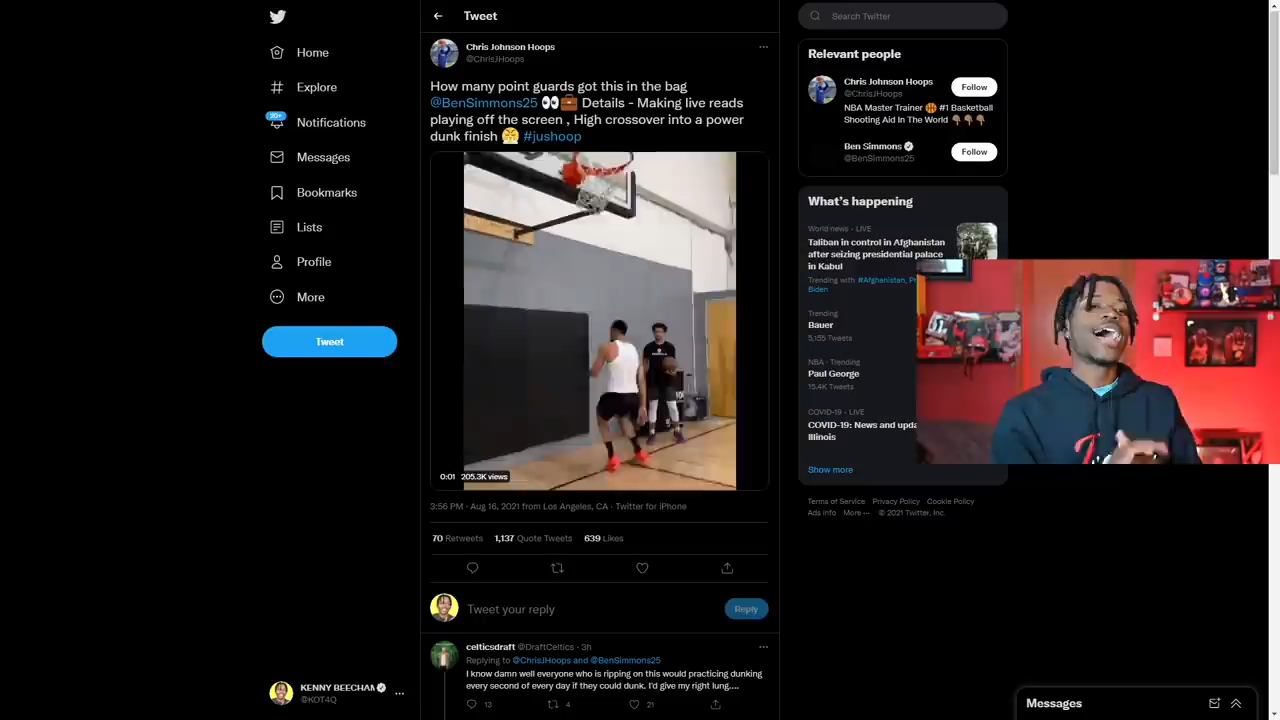 Tweet
Search Twitter
Home
Explore
20+
Notifications
Messages
Bookmarks
Lists
Profile
More
Tweet
KENNY BEECHAM
@KOT4Q
Chris Johnson Hoops
@ChrisJHoops
How many point guards got this in the bag
@BenSimmons25 👀💼 Details - Making live reads
playing off the screen , High crossover into a power
dunk finish 😤 #jushoop
0:01 205.3K views
3:56 PM · Aug 16, 2021 from Los Angeles, CA · Twitter for iPhone
70 Retweets 1,137 Quote Tweets 639 Likes
Tweet your reply
Reply
celticsdraft @DraftCeltics · 3h
Replying to @ChrisJHoops and @BenSimmons25
I know damn well everyone who is ripping on this would practicing dunking
every second of every day if they could dunk. I'd give my right lung....
13 4 21
Relevant people
Chris Johnson Hoops
@ChrisJHoops
Follow
NBA Master Trainer 🏀 #1 Basketball
Shooting Aid In The World 👇🏽👇🏽👇🏽
Ben Simmons
@BenSimmons25
Follow
What's happening
World news · LIVE
Taliban in control in Afghanistan
after seizing presidential palace
in Kabul
Trending with #Afghanistan,
Biden
Trending
Bauer
5,155 Tweets
NBA · Trending
Paul George
15.4K Tweets
COVID-19 · LIVE
COVID-19: News and
Illinois
Show more
Terms of Service Privacy Policy Cookie Policy
Ads info More ··· © 2021 Twitter, Inc.
Messages